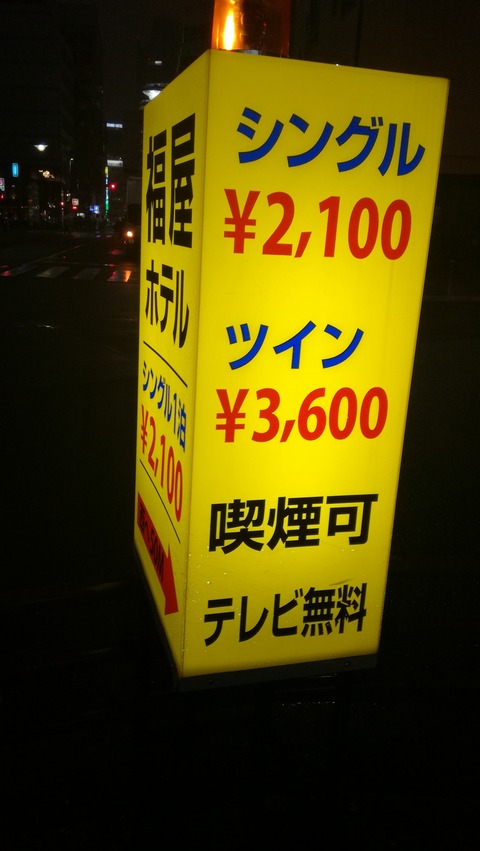 福屋
ホテル
シングル1泊
¥2,100
シングル
¥2,100
ツイン
¥3,600
喫煙可
テレビ無料